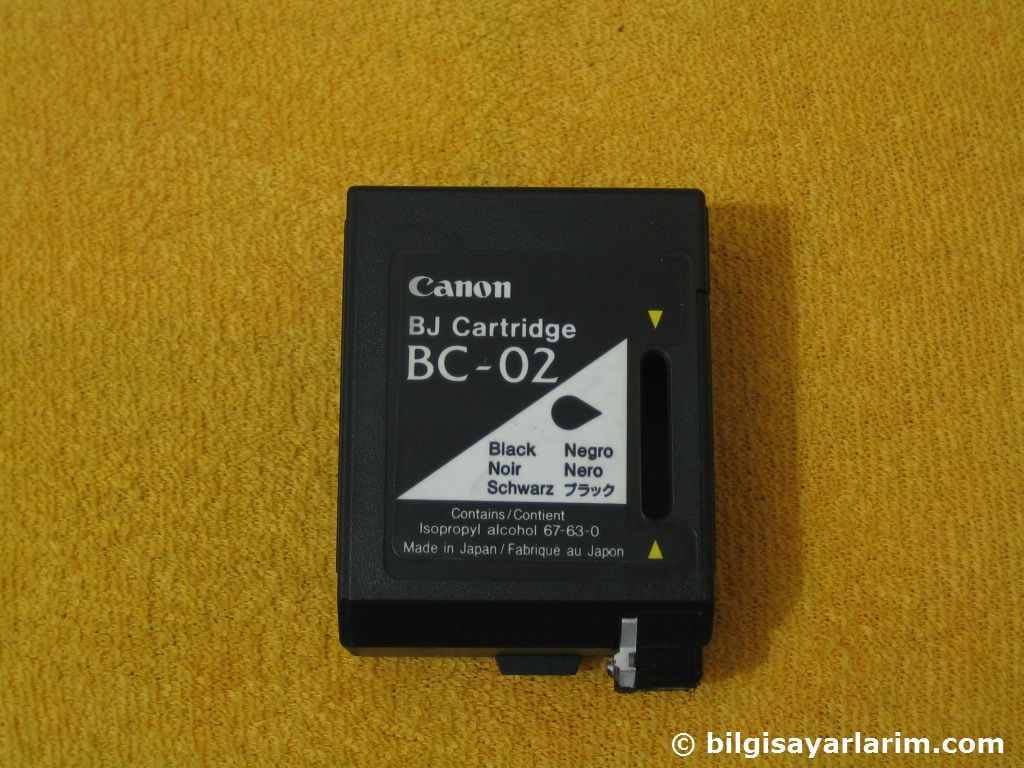 Canon
BJ Cartridge
BC-02
Black Negro
Noir Nero
Schwarz ブラック
Contains/Contient
Isopropyl alcohol 67-63-0
Made in Japan/Fabriqué au Japon
© bilgisayarlarim.com